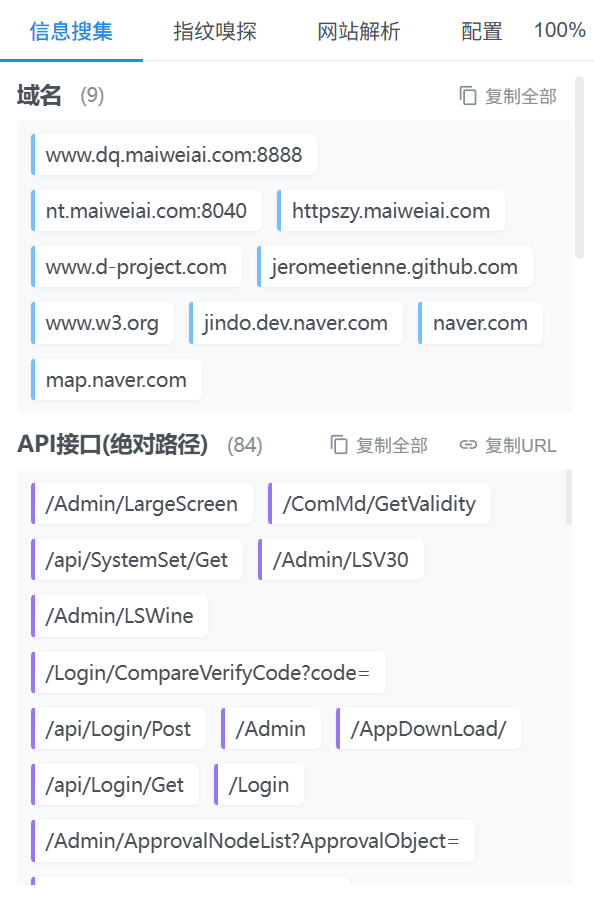 信息搜集 指纹嗅探 网站解析 配置 100%
域名 (9) 复制全部
www.dq.maiweiai.com:8888
nt.maiweiai.com:8040 httpszy.maiweiai.com
www.d-project.com jeromeetienne.github.com
www.w3.org jindo.dev.naver.com naver.com
map.naver.com
API接口(绝对路径) (84) 复制全部 复制URL
/Admin/LargeScreen /ComMd/GetValidity
/api/SystemSet/Get /Admin/LSV30
/Admin/LSWine
/Login/CompareVerifyCode?code=
/api/Login/Post /Admin /AppDownLoad/
/api/Login/Get /Login
/Admin/ApprovalNodeList?ApprovalObject=